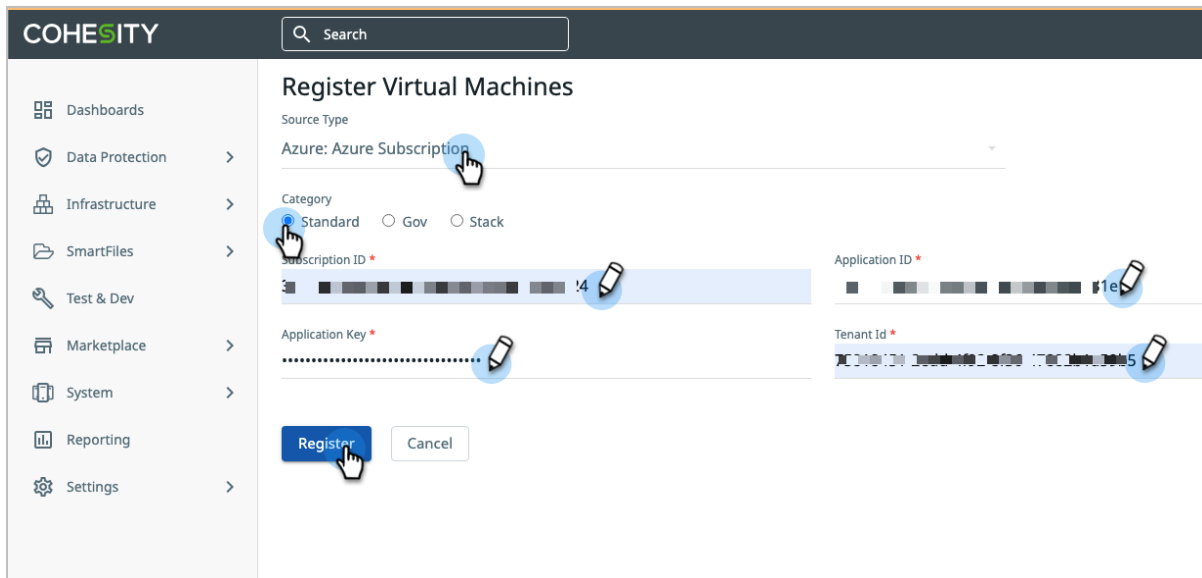 COHESITY
Search
Dashboards
Data Protection
Infrastructure
SmartFiles
Test & Dev
Marketplace
System
Reporting
Settings
Register Virtual Machines
Source Type
Azure: Azure Subscription
Category
Standard Gov Stack
Subscription ID *
Application ID *
Application Key *
Tenant Id *
Register Cancel